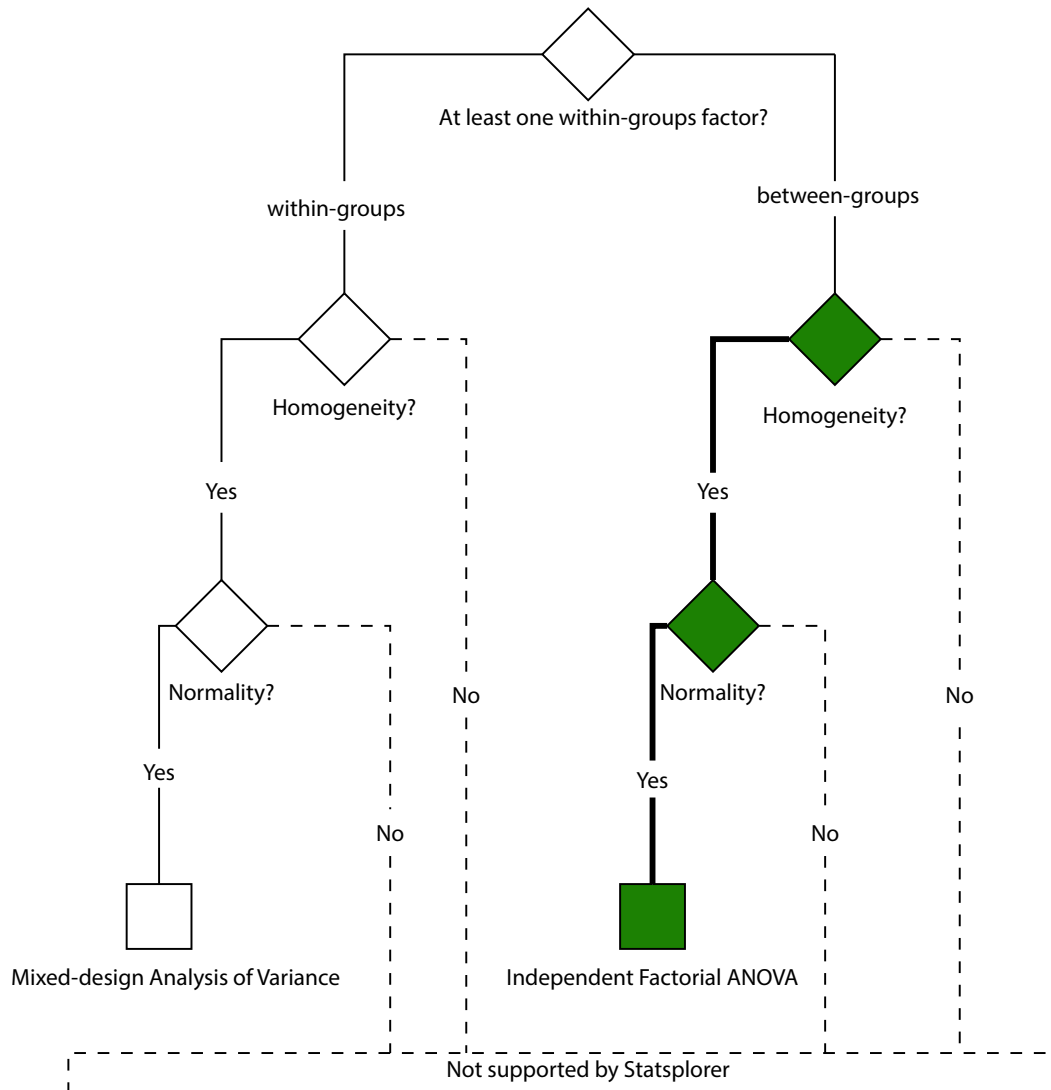 At least one within-groups factor?
within-groups
between-groups
Homogeneity?
Homogeneity?
Yes
Yes
Normality?
Normality?
No
No
Yes
Yes
No
No
Mixed-design Analysis of Variance
Independent Factorial ANOVA
Not supported by Statsplorer